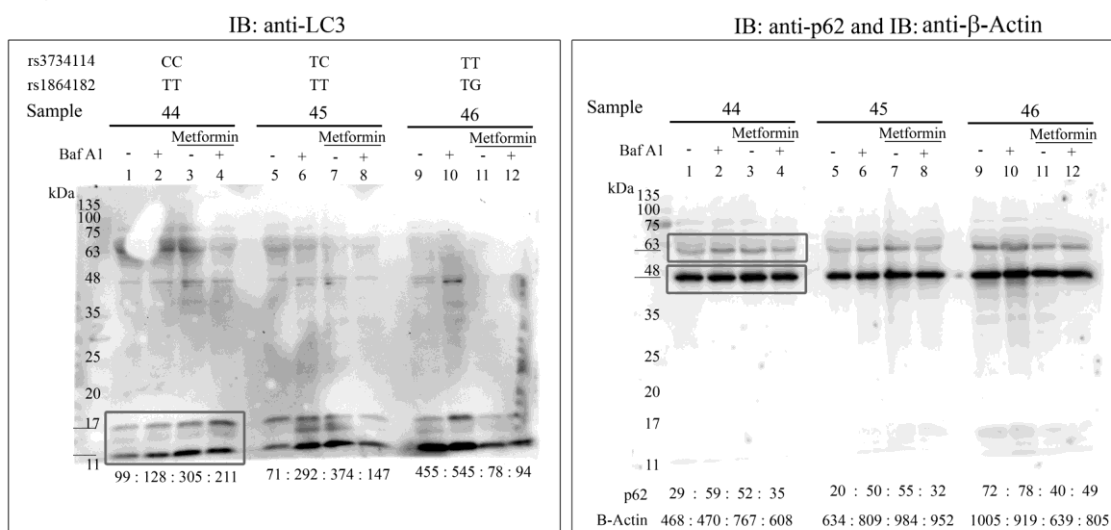 IB: anti-LC3
rs3734114 CC TC TT
rs1864182 TT TT TG
Sample 44 45 46
Metformin Metformin Metformin
Baf A1 - + - + - + - + - + - +
1 2 3 4 5 6 7 8 9 10 11 12
kDa
135
100
75
63
48
35
25
20
17
11
99 : 128 : 305 : 211 71 : 292 : 374 : 147 455 : 545 : 78 : 94
IB: anti-p62 and IB: anti-β-Actin
Sample 44 45 46
Metformin Metformin Metformin
Baf A1 - + - + - + - + - + - +
1 2 3 4 5 6 7 8 9 10 11 12
kDa
135
100
75
63
48
35
25
20
17
11
p62 29 : 59 : 52 : 35 20 : 50 : 55 : 32 72 : 78 : 40 : 49
B-Actin 468 : 470 : 767 : 608 634 : 809 : 984 : 952 1005 : 919 : 639 : 805